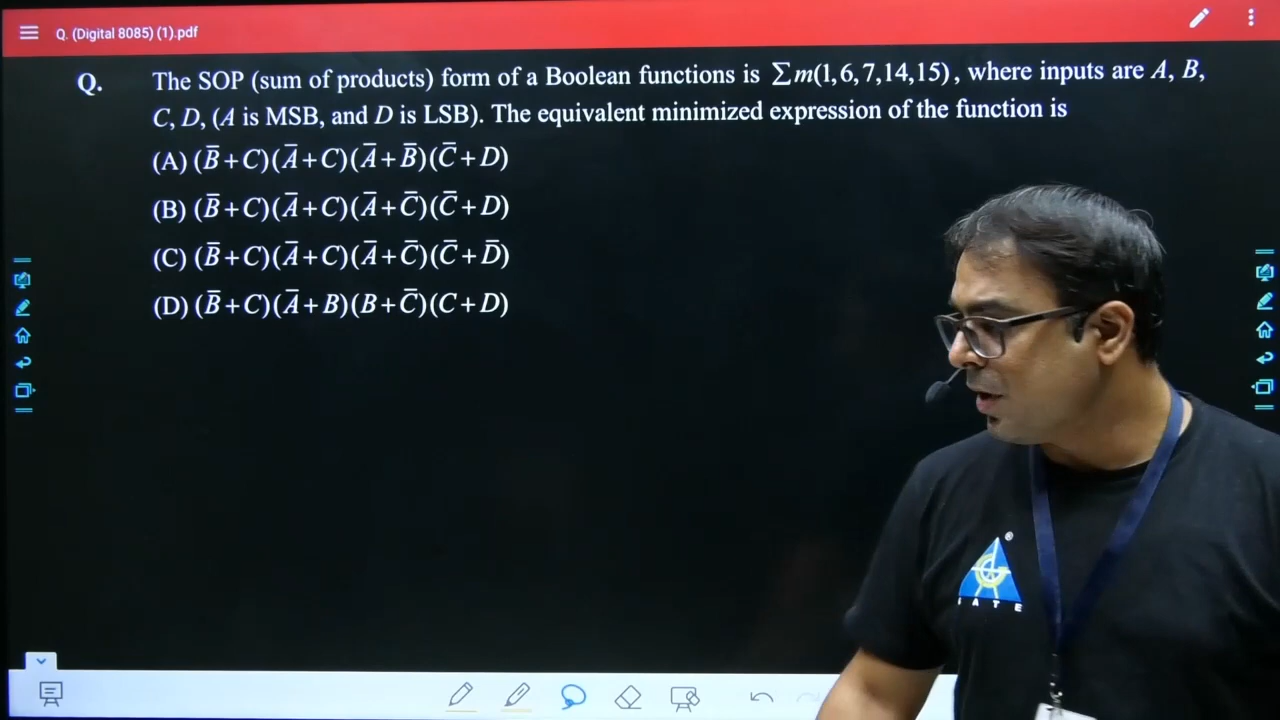 Q. (Digital 8085) (1).pdf
Q. The SOP (sum of products) form of a Boolean functions is ∑m(1,6,7,14,15), where inputs are A, B,
C, D, (A is MSB, and D is LSB). The equivalent minimized expression of the function is
(A) (B̅+C)(A̅+C)(A̅+B̅)(C̅+D)
(B) (B̅+C)(A̅+C)(A̅+C̅)(C̅+D)
(C) (B̅+C)(A̅+C)(A̅+C̅)(C̅+D̅)
(D) (B̅+C)(A̅+B)(B+C̅)(C+D)
GATE